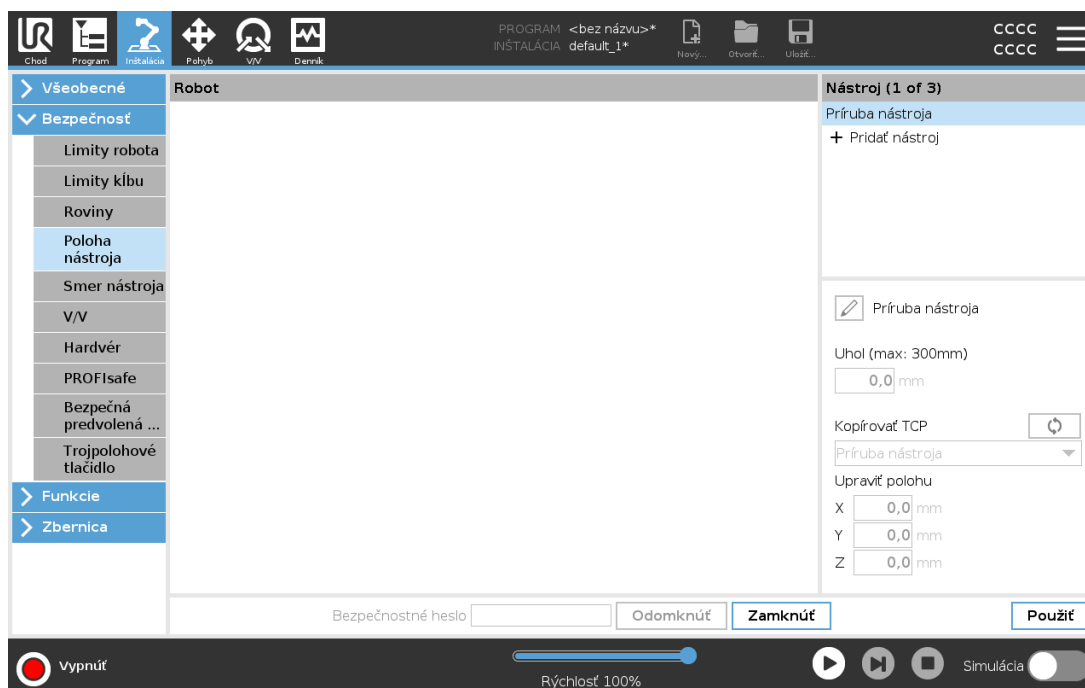 UR
Chod
Program
Inštalácia
Pohyb
V/V
Denník
PROGRAM <bez názvu>*
INŠTALÁCIA default_1*
Nový...
Otvoriť...
Uložiť...
CCCC
CCCC
Všeobecné
Bezpečnosť
Limity robota
Limity kĺbu
Roviny
Poloha
nástroja
Smer nástroja
V/V
Hardvér
PROFIsafe
Bezpečná
predvolená ...
Trojpolohové
tlačidlo
Funkcie
Zbernica
Robot
Nástroj (1 of 3)
Príruba nástroja
+ Pridať nástroj
Príruba nástroja
Uhol (max: 300mm)
0,0 mm
Kopírovať TCP
Príruba nástroja
Upraviť polohu
X 0,0 mm
Y 0,0 mm
Z 0,0 mm
Bezpečnostné heslo
Odomknúť
Zamknúť
Použiť
Vypnúť
Rýchlosť 100%
Simulácia